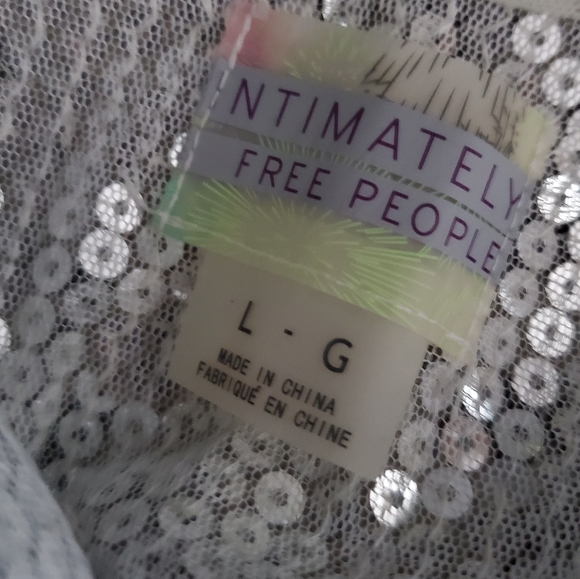 NTIMATELY
FREE PEOPLE
L - G
MADE IN CHINA
FABRIQUÉ EN CHINE